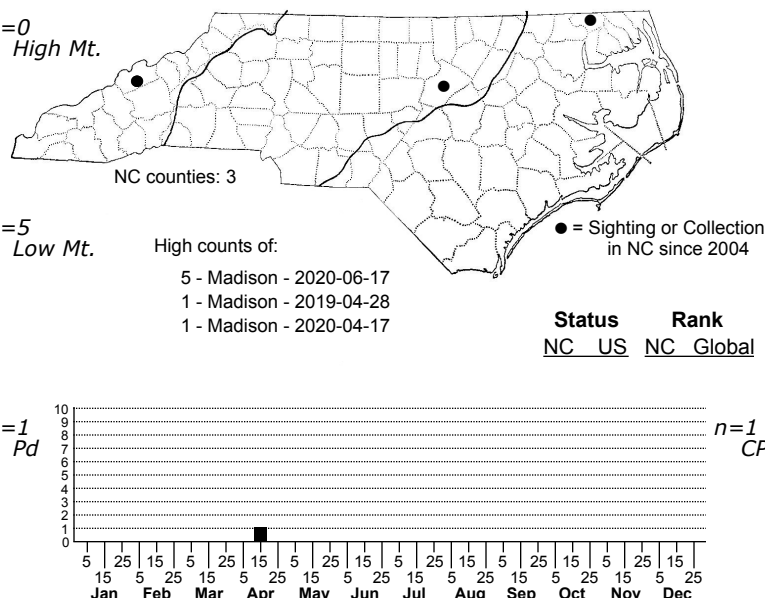 =0
High Mt.
NC counties: 3
=5
Low Mt.
High counts of:
5 - Madison - 2020-06-17
1 - Madison - 2019-04-28
1 - Madison - 2020-04-17
● = Sighting or Collection
in NC since 2004
Status Rank
NC US NC Global
=1
Pd
n=1
CP
10
9
8
7
6
5
4
3
2
1
0
5 25 15 5 25 15 5 25 15 5 25 15 5 25 15 5 25 15
15 5 25 15 5 25 15 5 25 15 5 25 15 5 25 15 5 25
Jan Feb Mar Apr May Jun Jul Aug Sep Oct Nov Dec